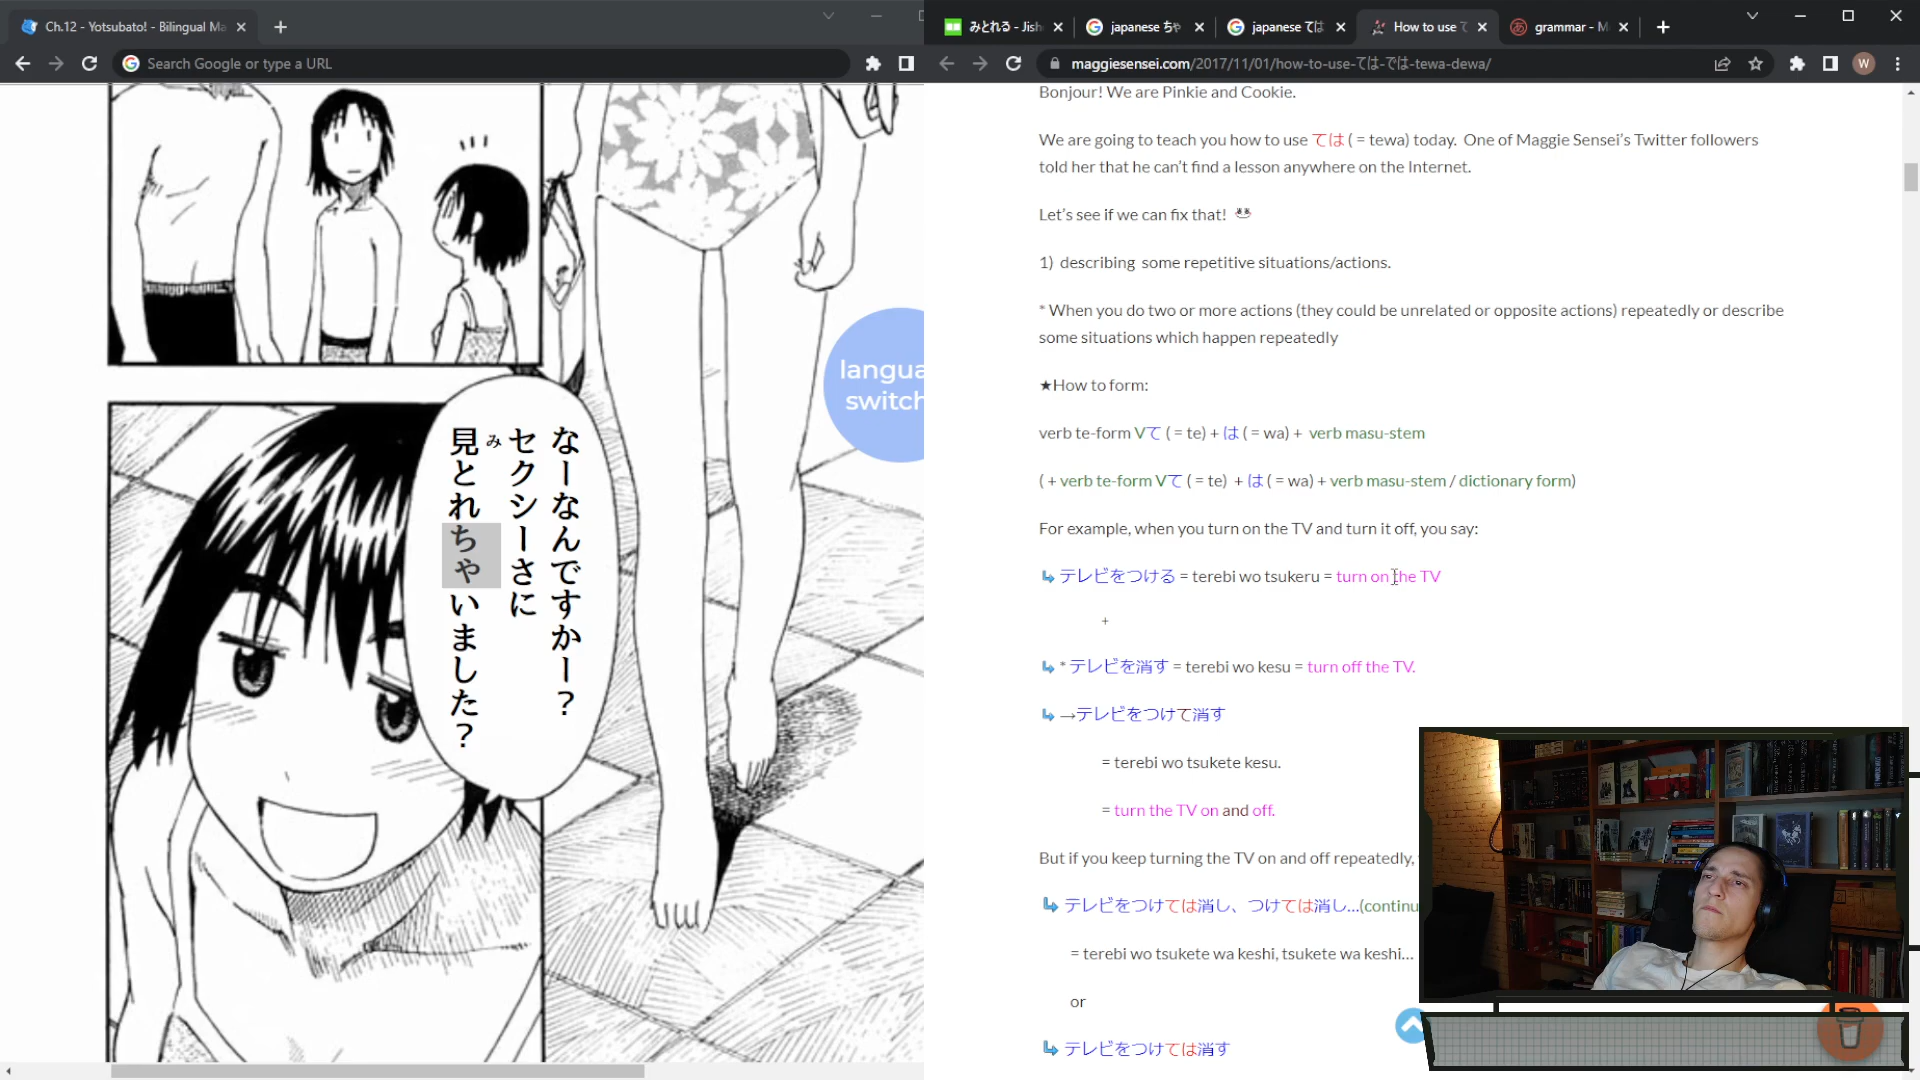 Ch.12 - Yotsubato! - Bilingual Ma
Search Google or type a URL
なーなんですかー？
セクシーさに
見とれちゃいました？
み
langua
switch
みとれる - Jish
japanese ちゃ
japanese ては
How to use て
grammar - M
maggiesensei.com/2017/11/01/how-to-use-ては-では-tewa-dewa/
W
Bonjour! We are Pinkie and Cookie.
We are going to teach you how to use ては ( = tewa) today. One of Maggie Sensei's Twitter followers
told her that he can't find a lesson anywhere on the Internet.
Let's see if we can fix that!
1) describing some repetitive situations/actions.
* When you do two or more actions (they could be unrelated or opposite actions) repeatedly or describe
some situations which happen repeatedly
★How to form:
verb te-form Vて ( = te) + は ( = wa) + verb masu-stem
( + verb te-form Vて ( = te) + は ( = wa) + verb masu-stem / dictionary form)
For example, when you turn on the TV and turn it off, you say:
テレビをつける = terebi wo tsukeru = turn on the TV
+
* テレビを消す = terebi wo kesu = turn off the TV.
→テレビをつけて消す
= terebi wo tsukete kesu.
= turn the TV on and off.
But if you keep turning the TV on and off repeatedly,
テレビをつけては消し、つけては消し…(continu
= terebi wo tsukete wa keshi, tsukete wa keshi…
or
テレビをつけては消す